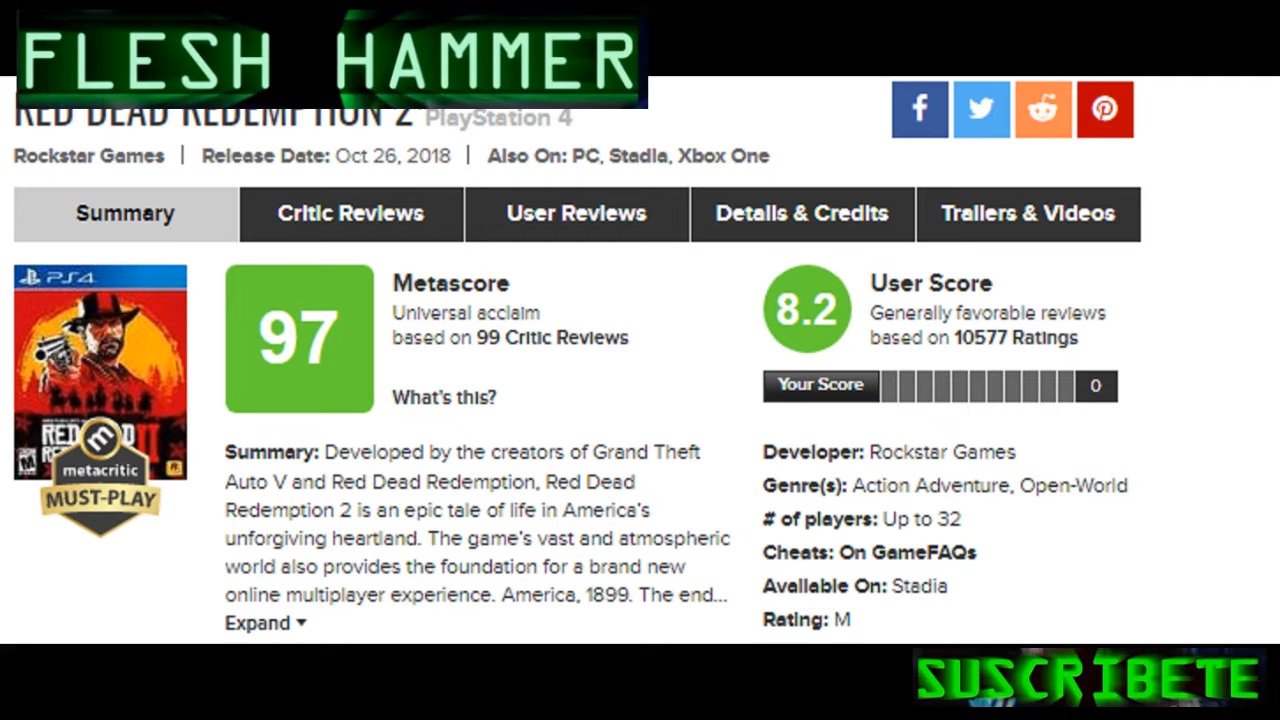 FLESH HAMMER
RED DEAD REDEMPTION 2 PlayStation 4
Rockstar Games | Release Date: Oct 26, 2018 | Also On: PC, Stadia, Xbox One
Summary Critic Reviews User Reviews Details & Credits Trailers & Videos
PS4
RED DEAD
metacritic
MUST-PLAY
97
Metascore
Universal acclaim
based on 99 Critic Reviews
What's this?
8.2
User Score
Generally favorable reviews
based on 10577 Ratings
Your Score 0
Summary: Developed by the creators of Grand Theft
Auto V and Red Dead Redemption, Red Dead
Redemption 2 is an epic tale of life in America's
unforgiving heartland. The game's vast and atmospheric
world also provides the foundation for a brand new
online multiplayer experience. America, 1899. The end...
Expand
Developer: Rockstar Games
Genre(s): Action Adventure, Open-World
# of players: Up to 32
Cheats: On GameFAQs
Available On: Stadia
Rating: M
SUSCRIBETE